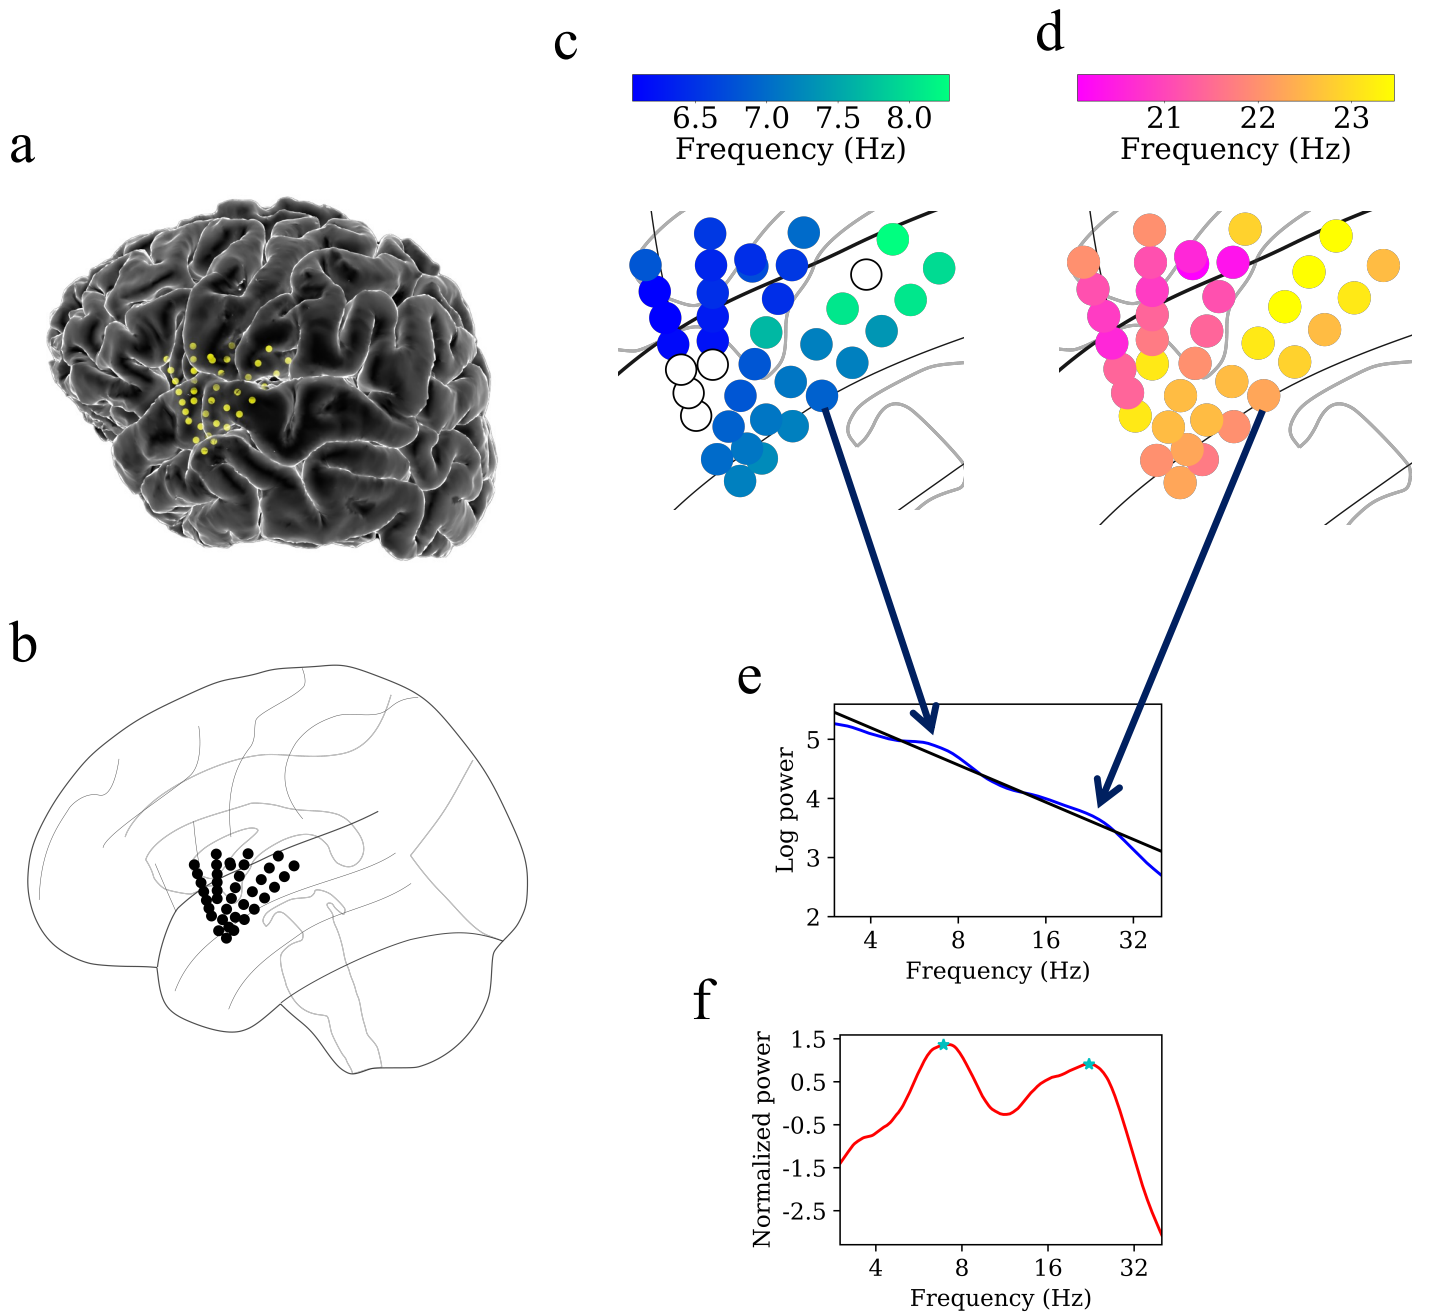 a
b
c
6.5 7.0 7.5 8.0
Frequency (Hz)
d
21 22 23
Frequency (Hz)
e
5
4
3
2
Log power
4 8 16 32
Frequency (Hz)
f
1.5
0.5
-0.5
-1.5
-2.5
Normalized power
4 8 16 32
Frequency (Hz)